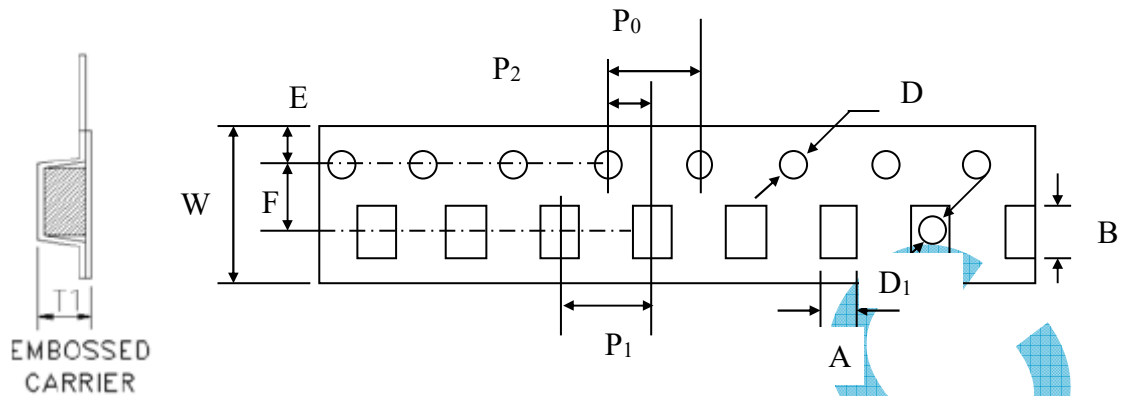 P₀
P₂
E
D
W
F
B
T1
D₁
P₁
A
EMBOSSED
CARRIER